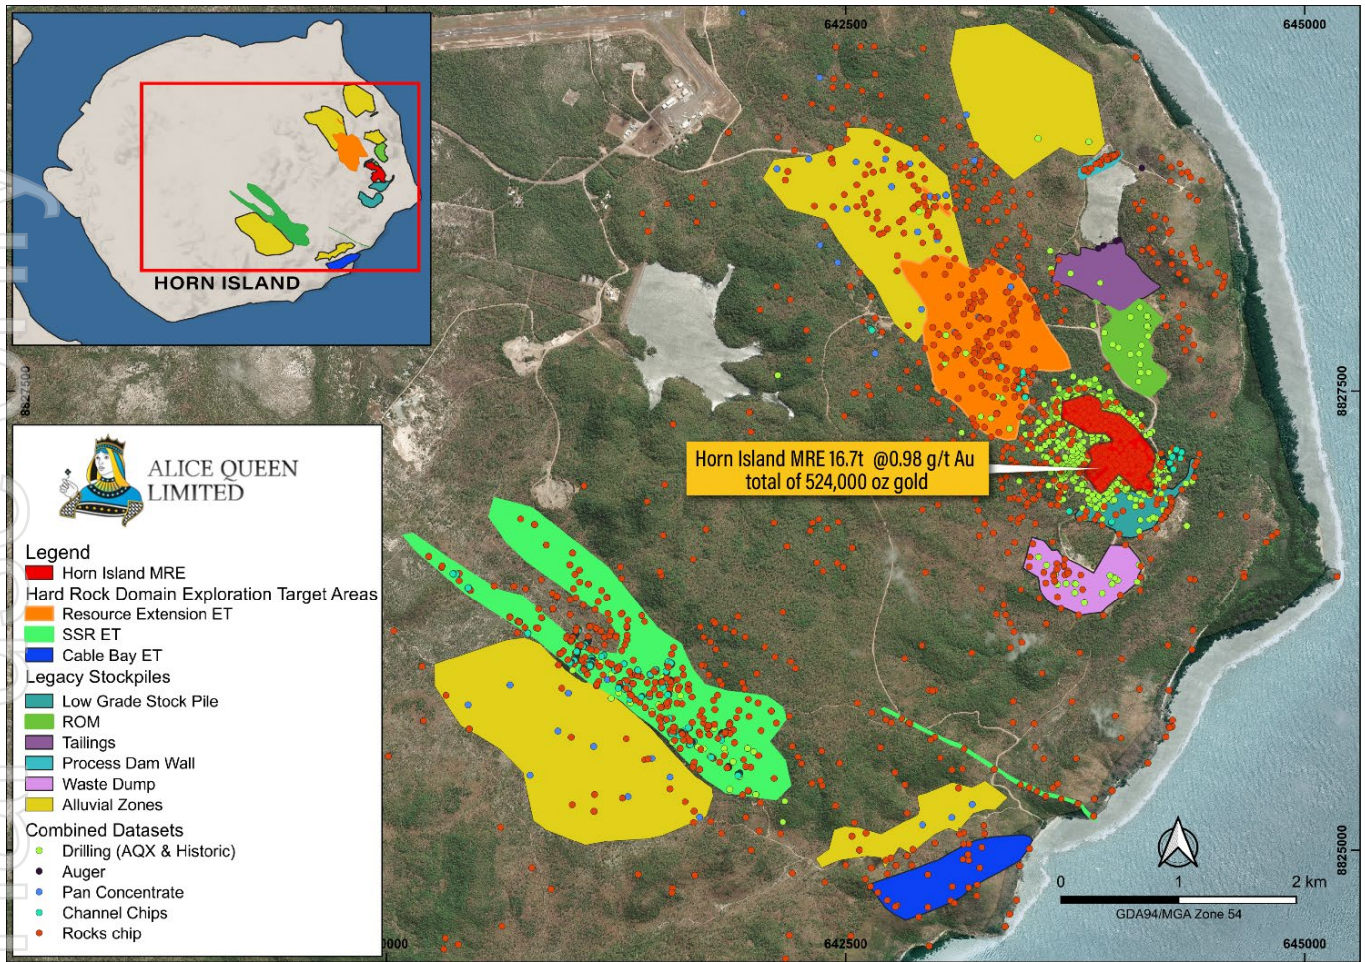 642500
645000
HORN ISLAND
8827500
8827500
ALICE QUEEN
LIMITED
Horn Island MRE 16.7t @0.98 g/t Au
total of 524,000 oz gold
Legend
Horn Island MRE
Hard Rock Domain Exploration Target Areas
Resource Extension ET
SSR ET
Cable Bay ET
Legacy Stockpiles
Low Grade Stock Pile
ROM
Tailings
Process Dam Wall
Waste Dump
Alluvial Zones
Combined Datasets
Drilling (AQX & Historic)
Auger
Pan Concentrate
Channel Chips
Rocks chip
8825000
0 1 2 km
GDA94/MGA Zone 54
0000
642500
645000